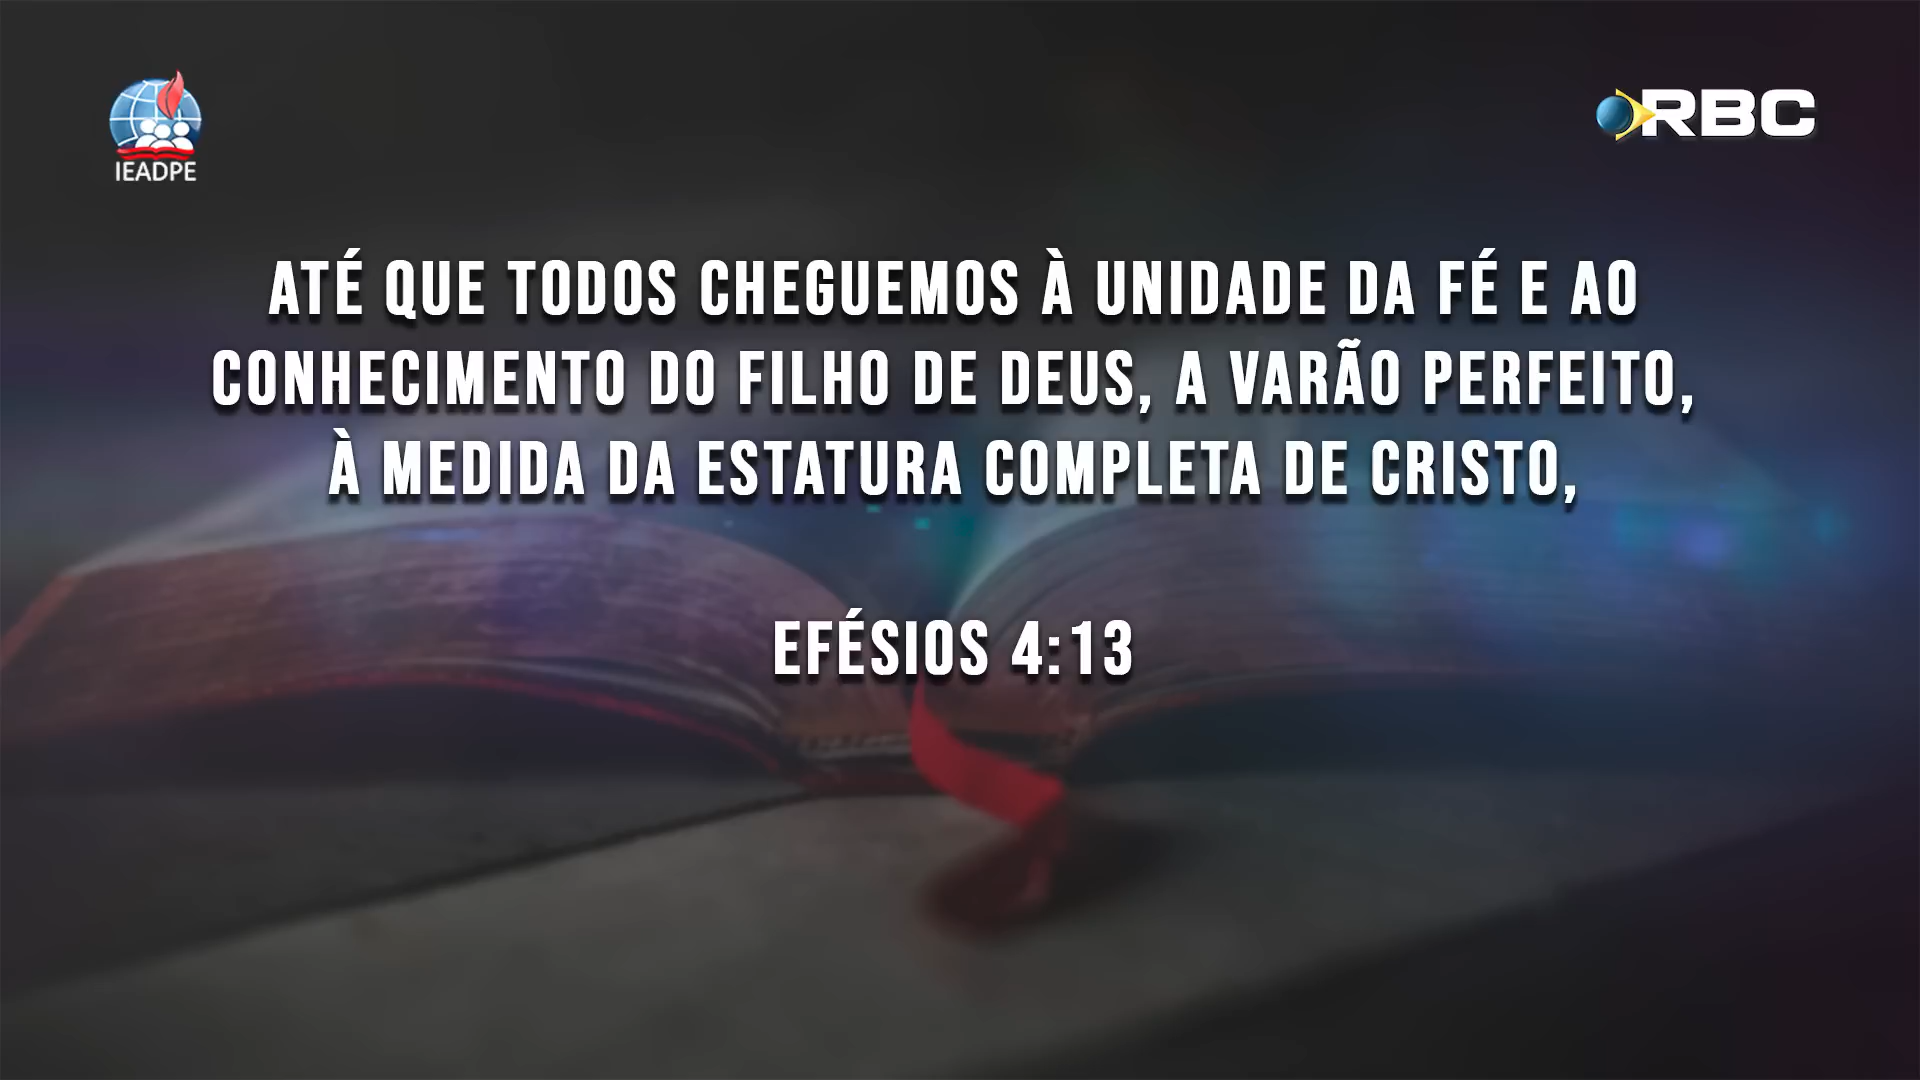 IEADPE
RBC
ATÉ QUE TODOS CHEGUEMOS À UNIDADE DA FÉ E AO
CONHECIMENTO DO FILHO DE DEUS, A VARÃO PERFEITO,
À MEDIDA DA ESTATURA COMPLETA DE CRISTO,
EFÉSIOS 4:13